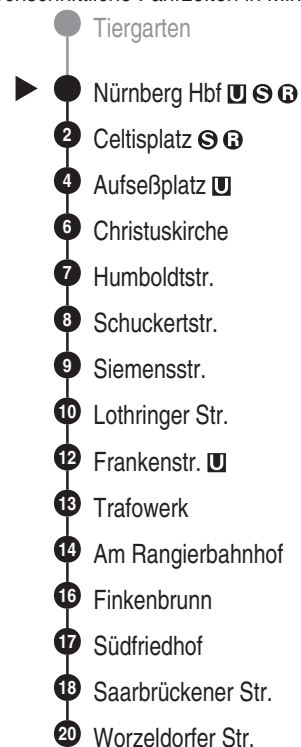 Tiergarten
Nürnberg Hbf U S R
2 Celtisplatz S R
4 Aufseßplatz U
6 Christuskirche
7 Humboldtstr.
8 Schuckertstr.
9 Siemensstr.
10 Lothringer Str.
12 Frankenstr. U
13 Trafowerk
14 Am Rangierbahnhof
16 Finkenbrunn
17 Südfriedhof
18 Saarbrückener Str.
20 Worzeldorfer Str.